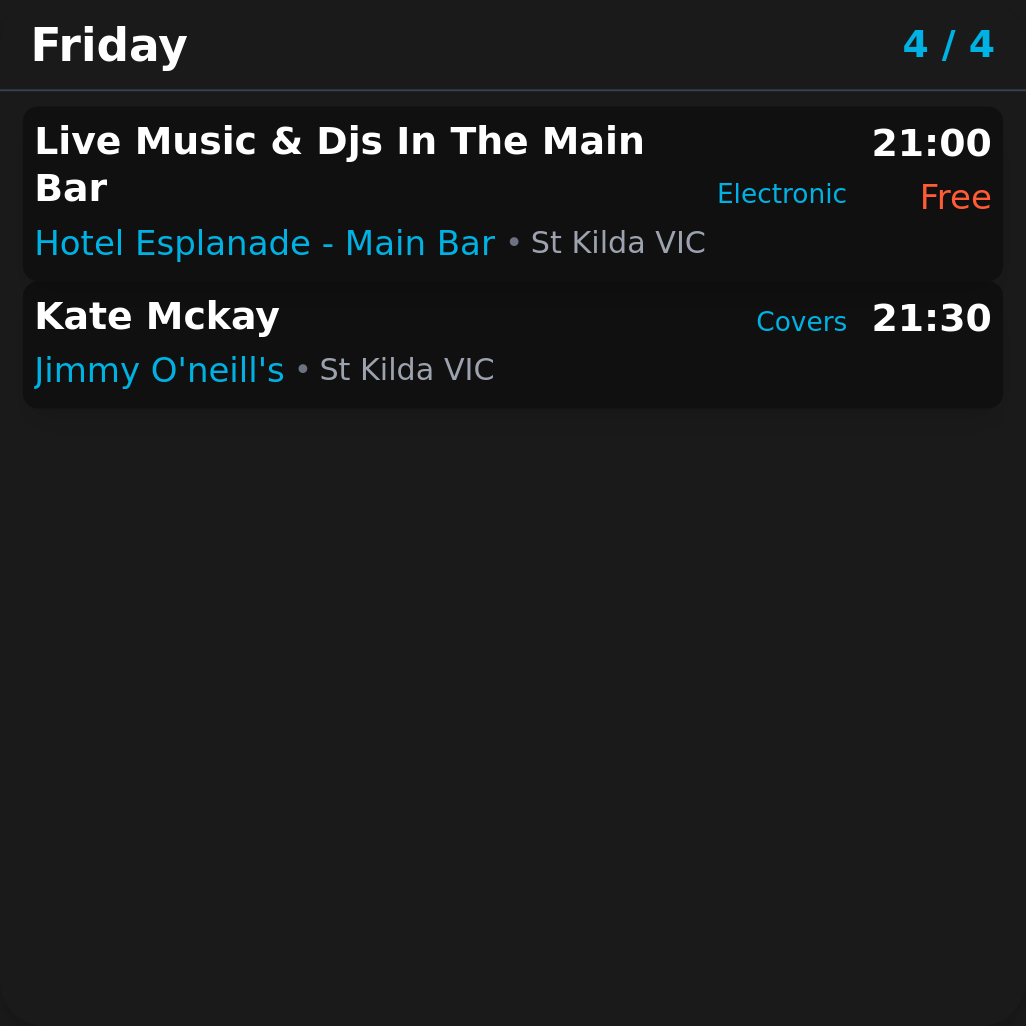 Friday 4 / 4
Live Music & Djs In The Main
Bar
21:00
Electronic
Free
Hotel Esplanade - Main Bar • St Kilda VIC
Kate Mckay
Covers
21:30
Jimmy O'neill's • St Kilda VIC